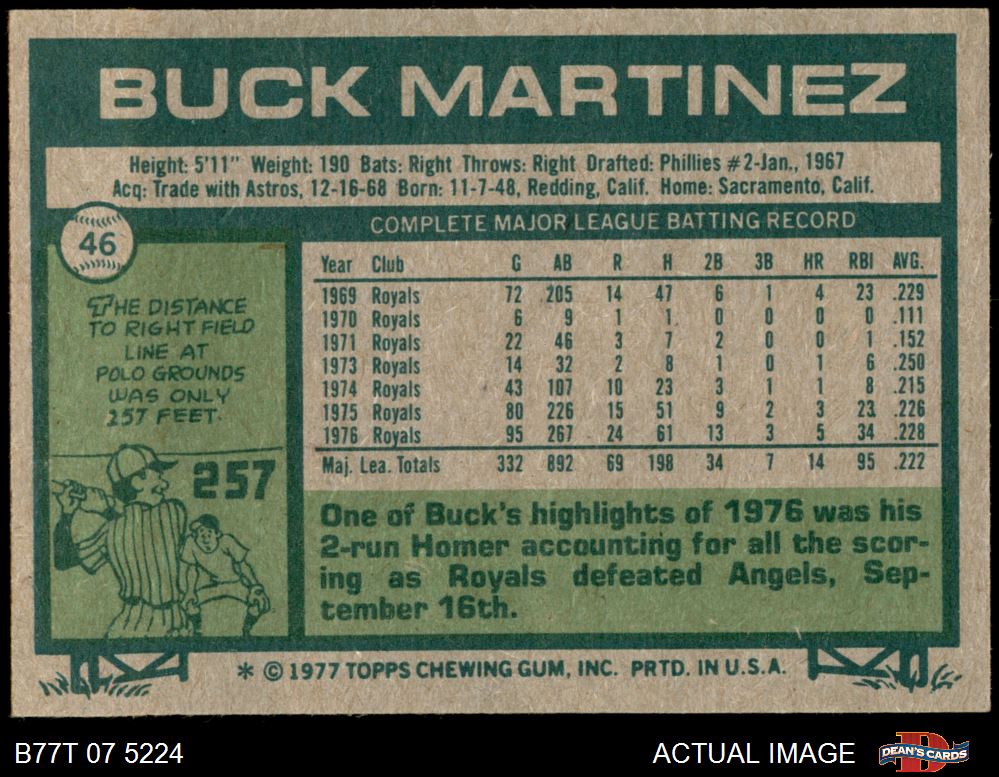 BUCK MARTINEZ
Height: 5'11" Weight: 190 Bats: Right Throws: Right Drafted: Phillies #2-Jan., 1967
Acq: Trade with Astros, 12-16-68 Born: 11-7-48, Redding, Calif. Home: Sacramento, Calif.
46
THE DISTANCE
TO RIGHT FIELD
LINE AT
POLO GROUNDS
WAS ONLY
257 FEET.
257
COMPLETE MAJOR LEAGUE BATTING RECORD
Year Club G AB R H 2B 3B HR RBI AVG.
1969 Royals 72 205 14 47 6 1 4 23 .229
1970 Royals 6 9 1 1 0 0 0 0 .111
1971 Royals 22 46 3 7 2 0 0 1 .152
1973 Royals 14 32 2 8 1 0 1 6 .250
1974 Royals 43 107 10 23 3 1 1 8 .215
1975 Royals 80 226 15 51 9 2 3 23 .226
1976 Royals 95 267 24 61 13 3 5 34 .228
Maj. Lea. Totals 332 892 69 198 34 7 14 95 .222
One of Buck's highlights of 1976 was his
2-run Homer accounting for all the scor-
ing as Royals defeated Angels, Sep-
tember 16th.
* © 1977 TOPPS CHEWING GUM, INC. PRTD. IN U.S.A.
B77T 07 5224
ACTUAL IMAGE
DEAN'S CARDS